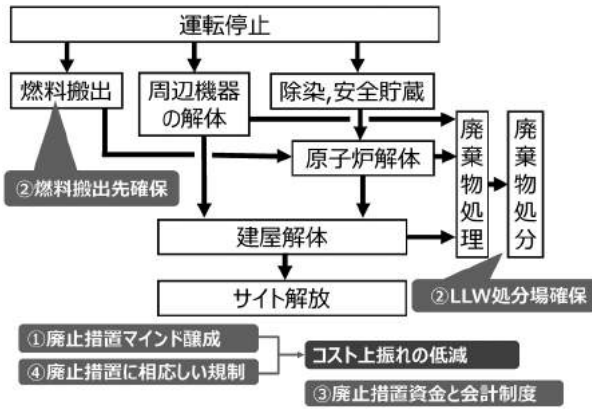 運転停止
燃料搬出
周辺機器
の解体
除染,安全貯蔵
原子炉解体
廃棄物処理
廃棄物処分
②燃料搬出先確保
建屋解体
②LLW処分場確保
サイト解放
①廃止措置マインド醸成
コスト上振れの低減
④廃止措置に相応しい規制
③廃止措置資金と会計制度